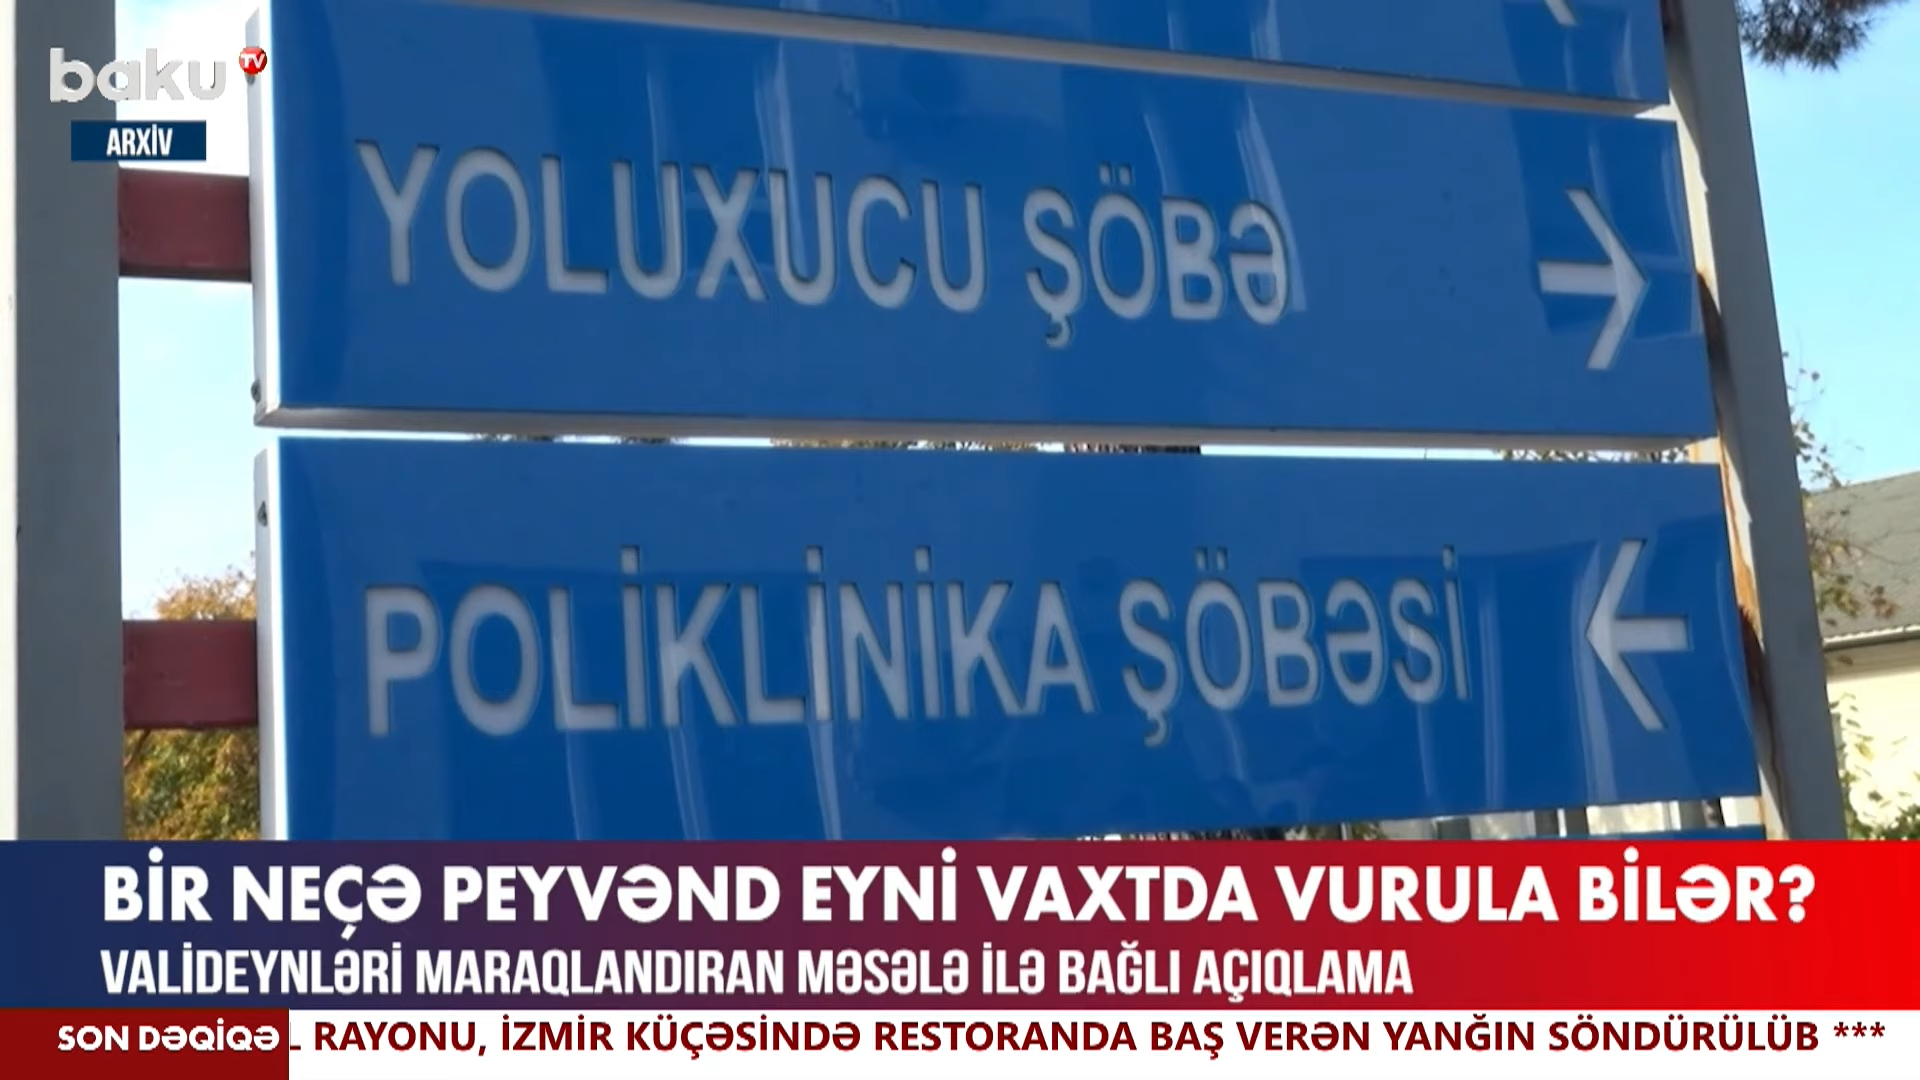 baku TV
ARXİV
YOLUXUCU ŞÖBƏ
POLİKLİNİKA ŞÖBƏSİ
BİR NEÇƏ PEYVƏND EYNİ VAXTDA VURULA BİLƏR?
VALİDEYNLƏRİ MARAQLANDIRAN MƏSƏLƏ İLƏ BAĞLI AÇIQLAMA
SON DƏQİQƏ
RAYONU, İZMİR KÜÇƏSİNDƏ RESTORANDA BAŞ VERƏN YANĞIN SÖNDÜRÜLÜB ***